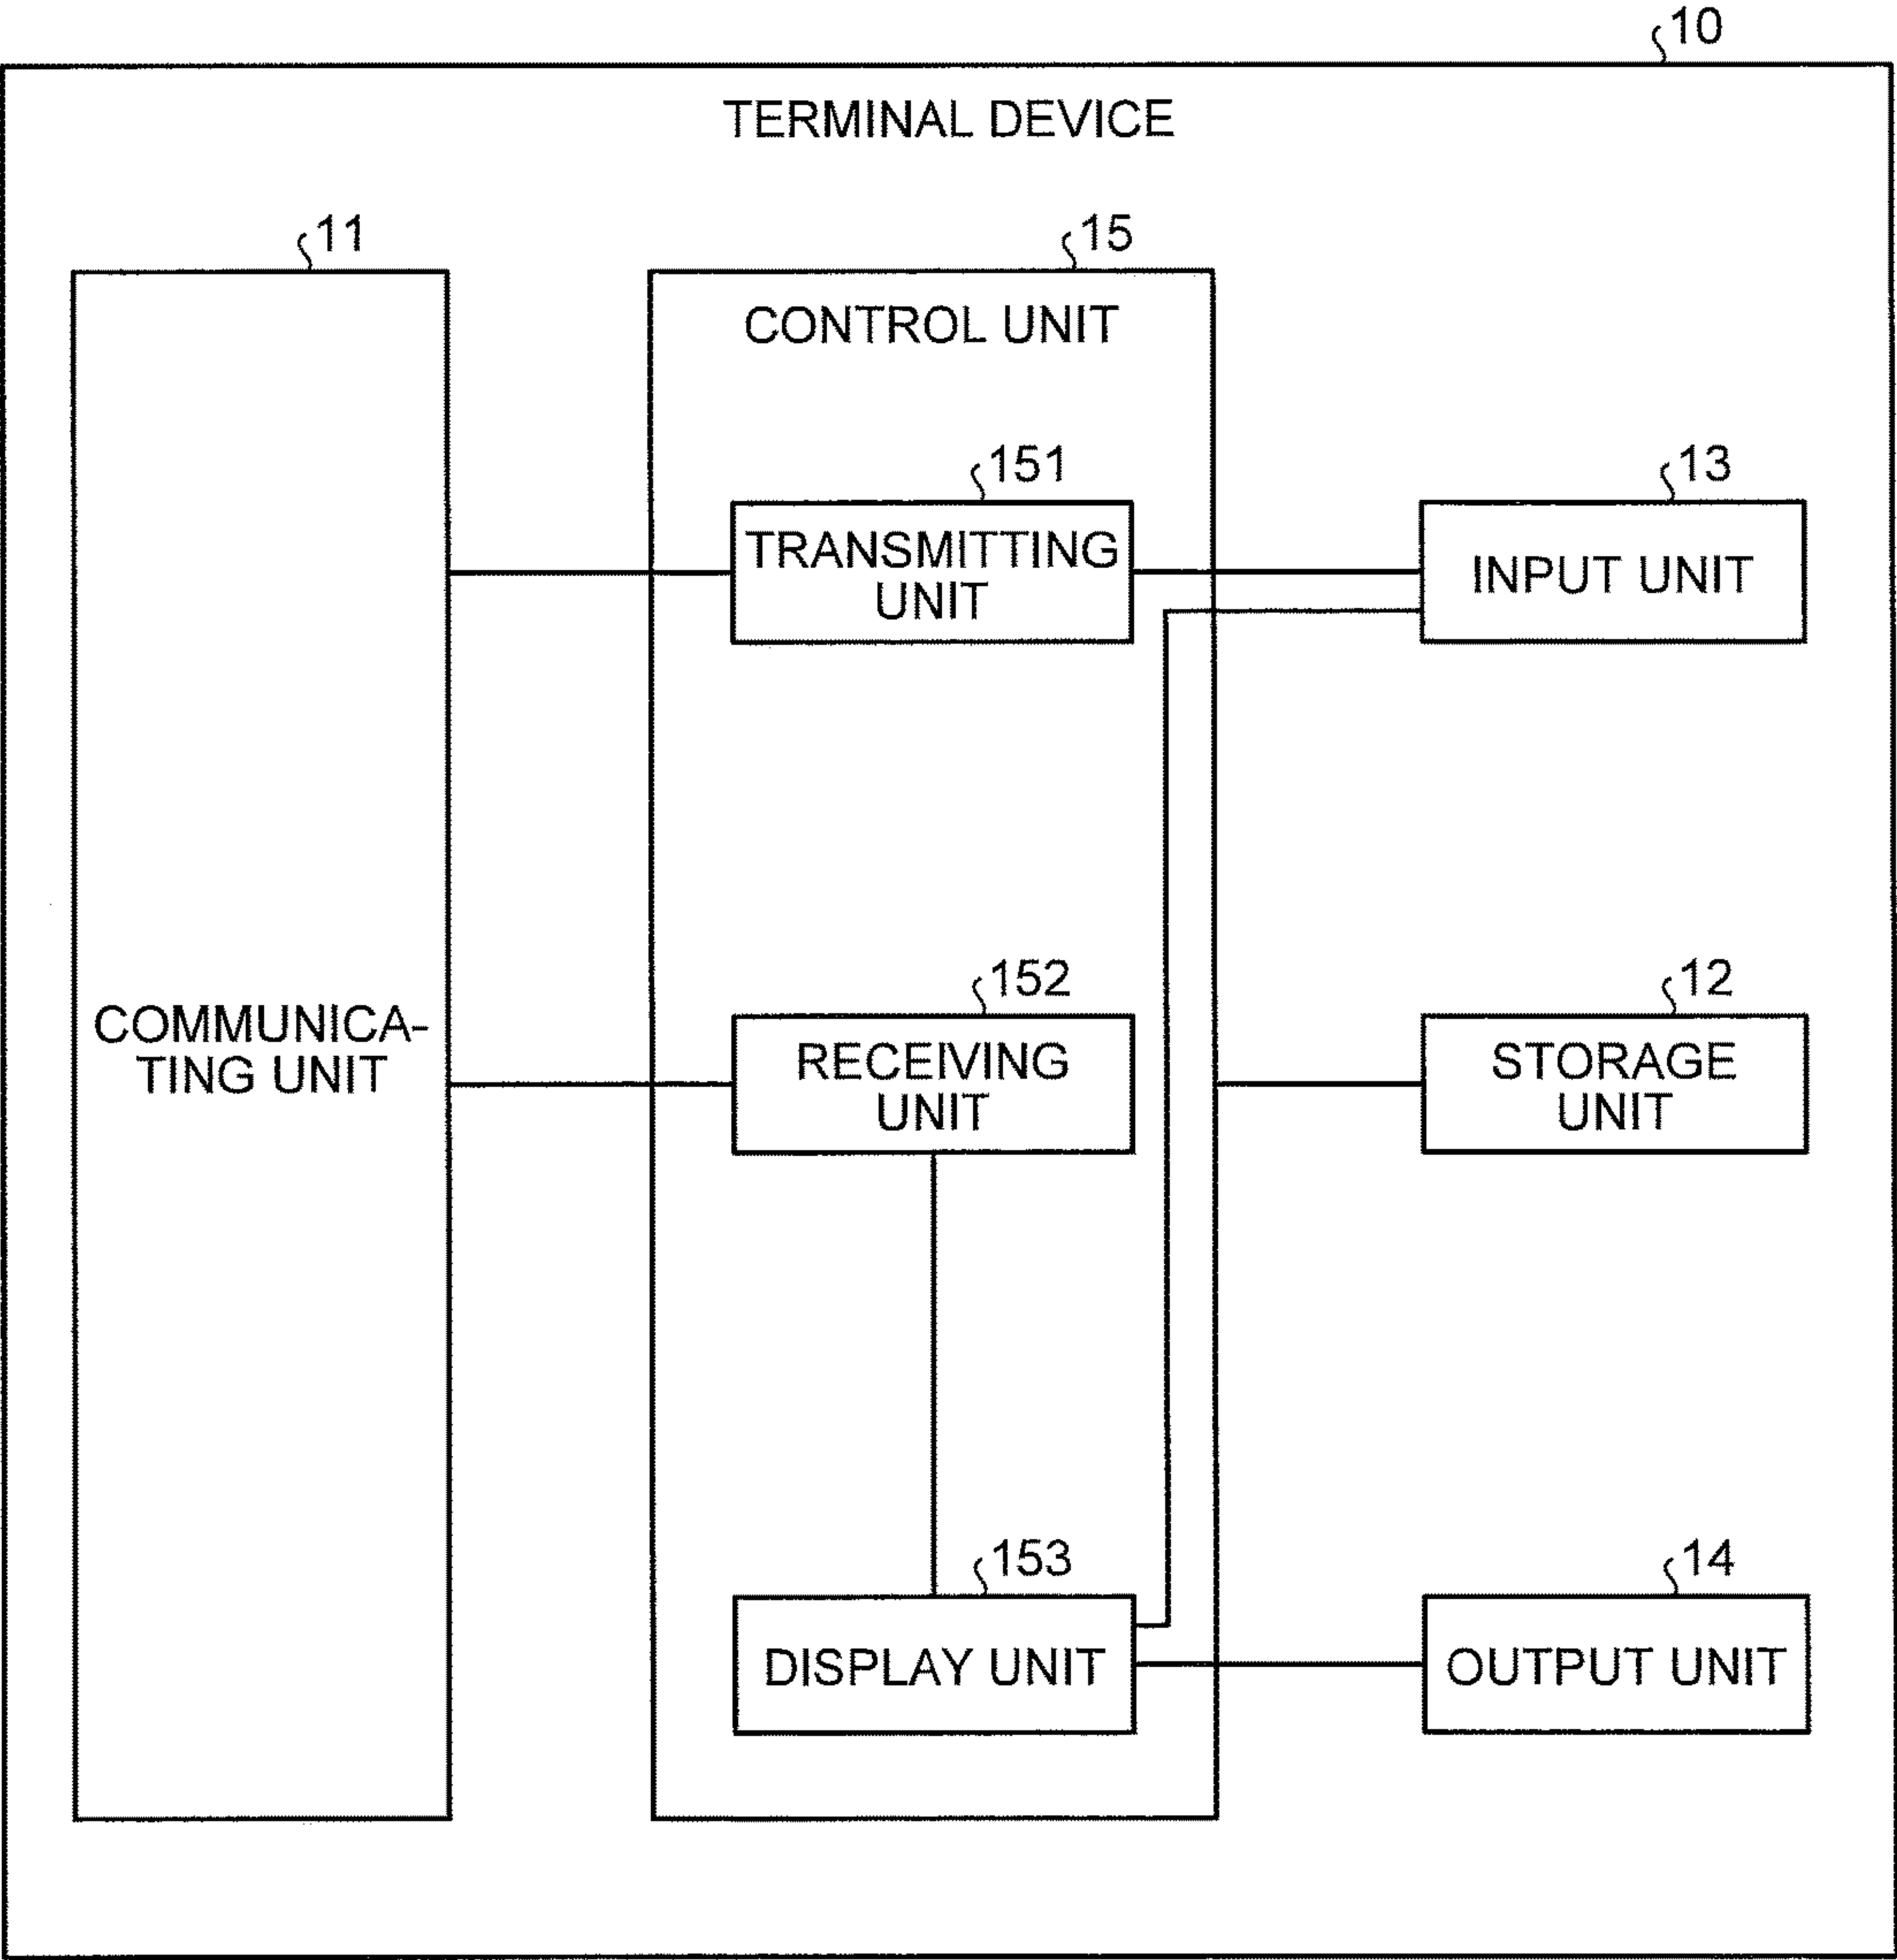 10
TERMINAL DEVICE
11
15
CONTROL UNIT
151
13
TRANSMITTING
UNIT
INPUT UNIT
152
12
COMMUNICA-
TING UNIT
RECEIVING
UNIT
STORAGE
UNIT
153
14
DISPLAY UNIT
OUTPUT UNIT